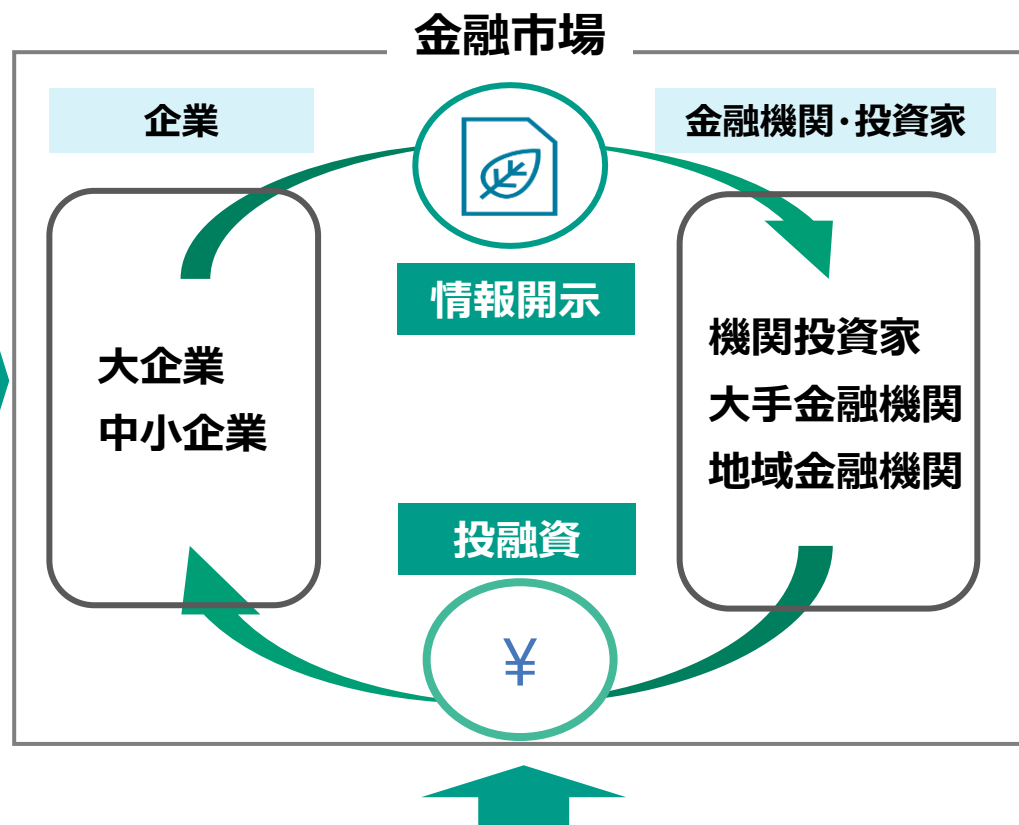 金融市場
企業
金融機関・投資家
情報開示
大企業
中小企業
機関投資家
大手金融機関
地域金融機関
投融資
¥